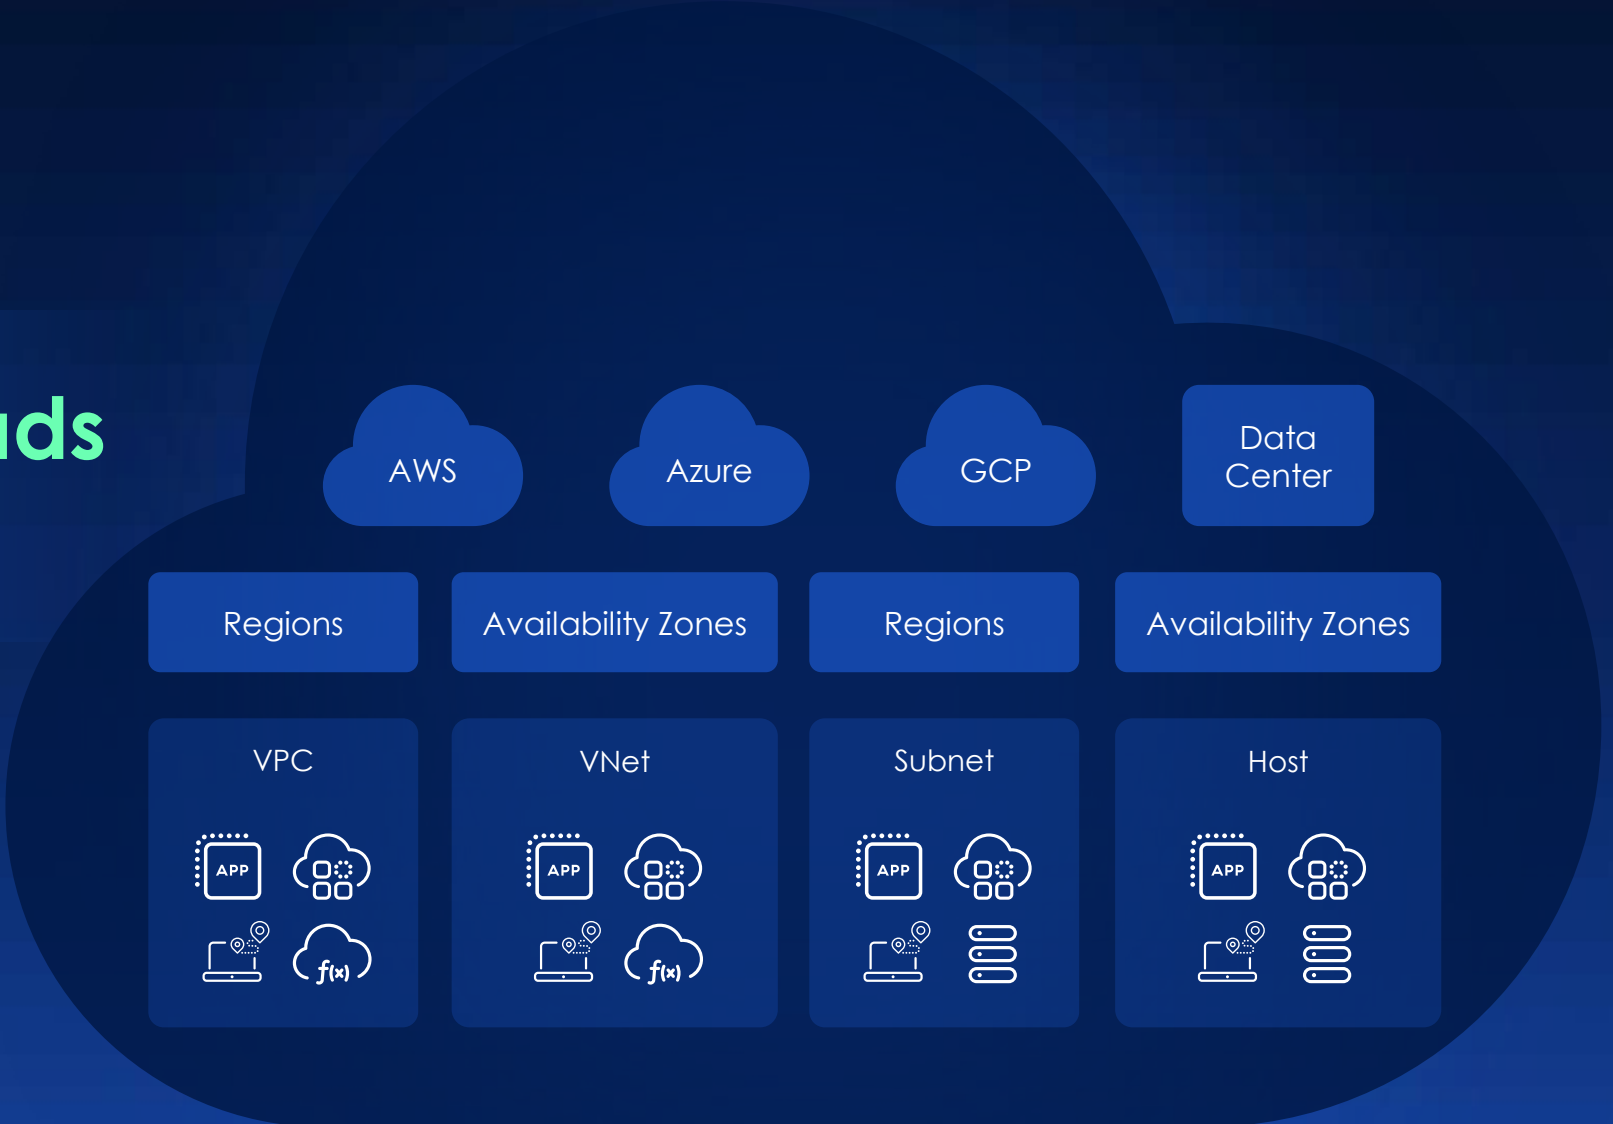 ds
AWS
Azure
GCP
Data
Center
Regions
Availability Zones
Regions
Availability Zones
VPC
VNet
Subnet
Host
APP
APP
APP
APP
f(x)
f(x)